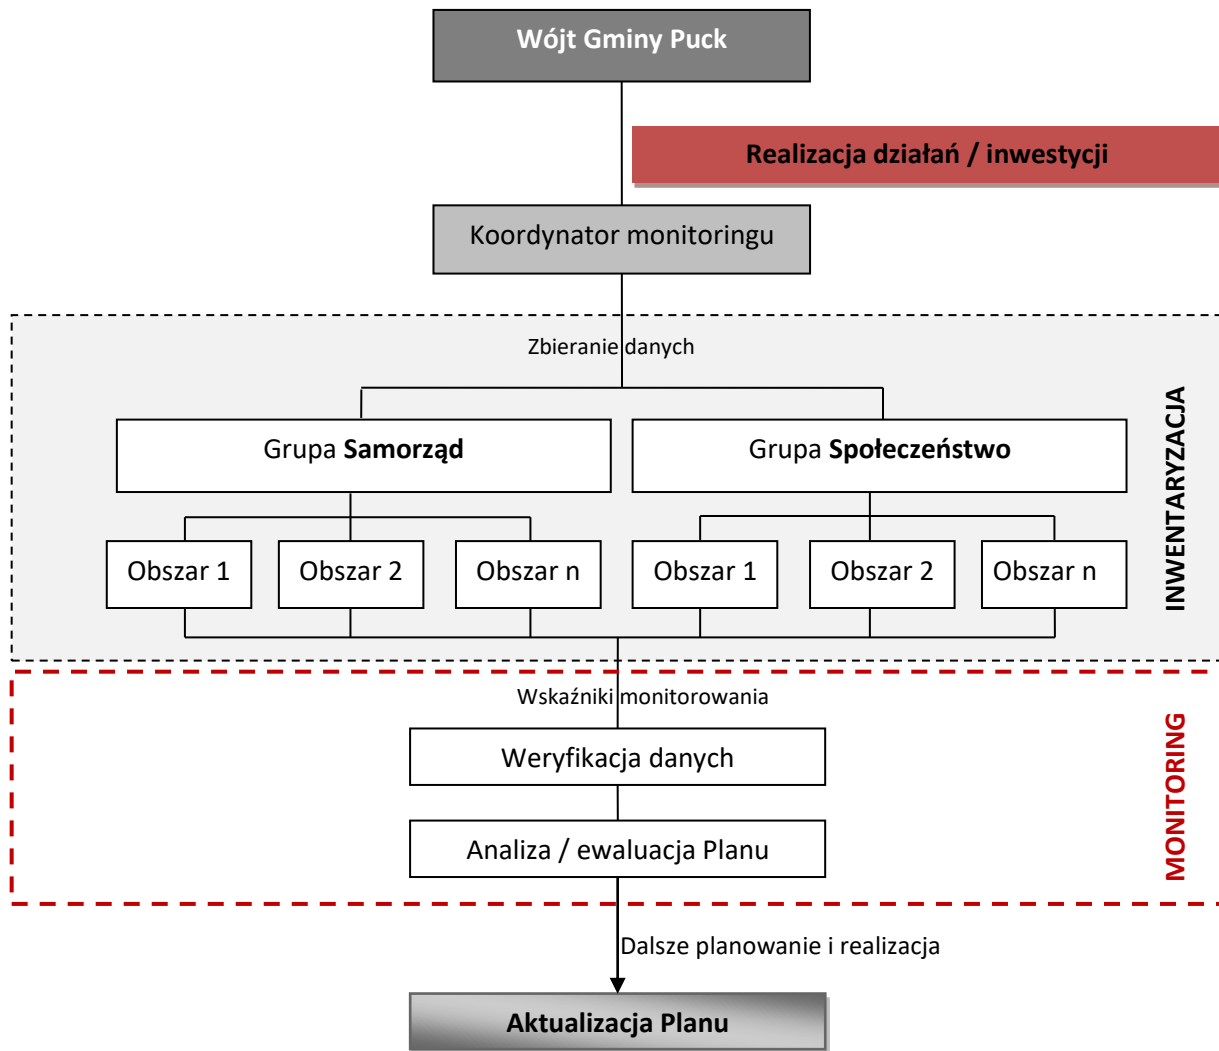 Wójt Gminy Puck
Realizacja działań / inwestycji
Koordynator monitoringu
Zbieranie danych
Grupa Samorząd
Grupa Społeczeństwo
Obszar 1
Obszar 2
Obszar n
Obszar 1
Obszar 2
Obszar n
INWENTARYZACJA
Wskaźniki monitorowania
Weryfikacja danych
Analiza / ewaluacja Planu
MONITORING
Dalsze planowanie i realizacja
Aktualizacja Planu